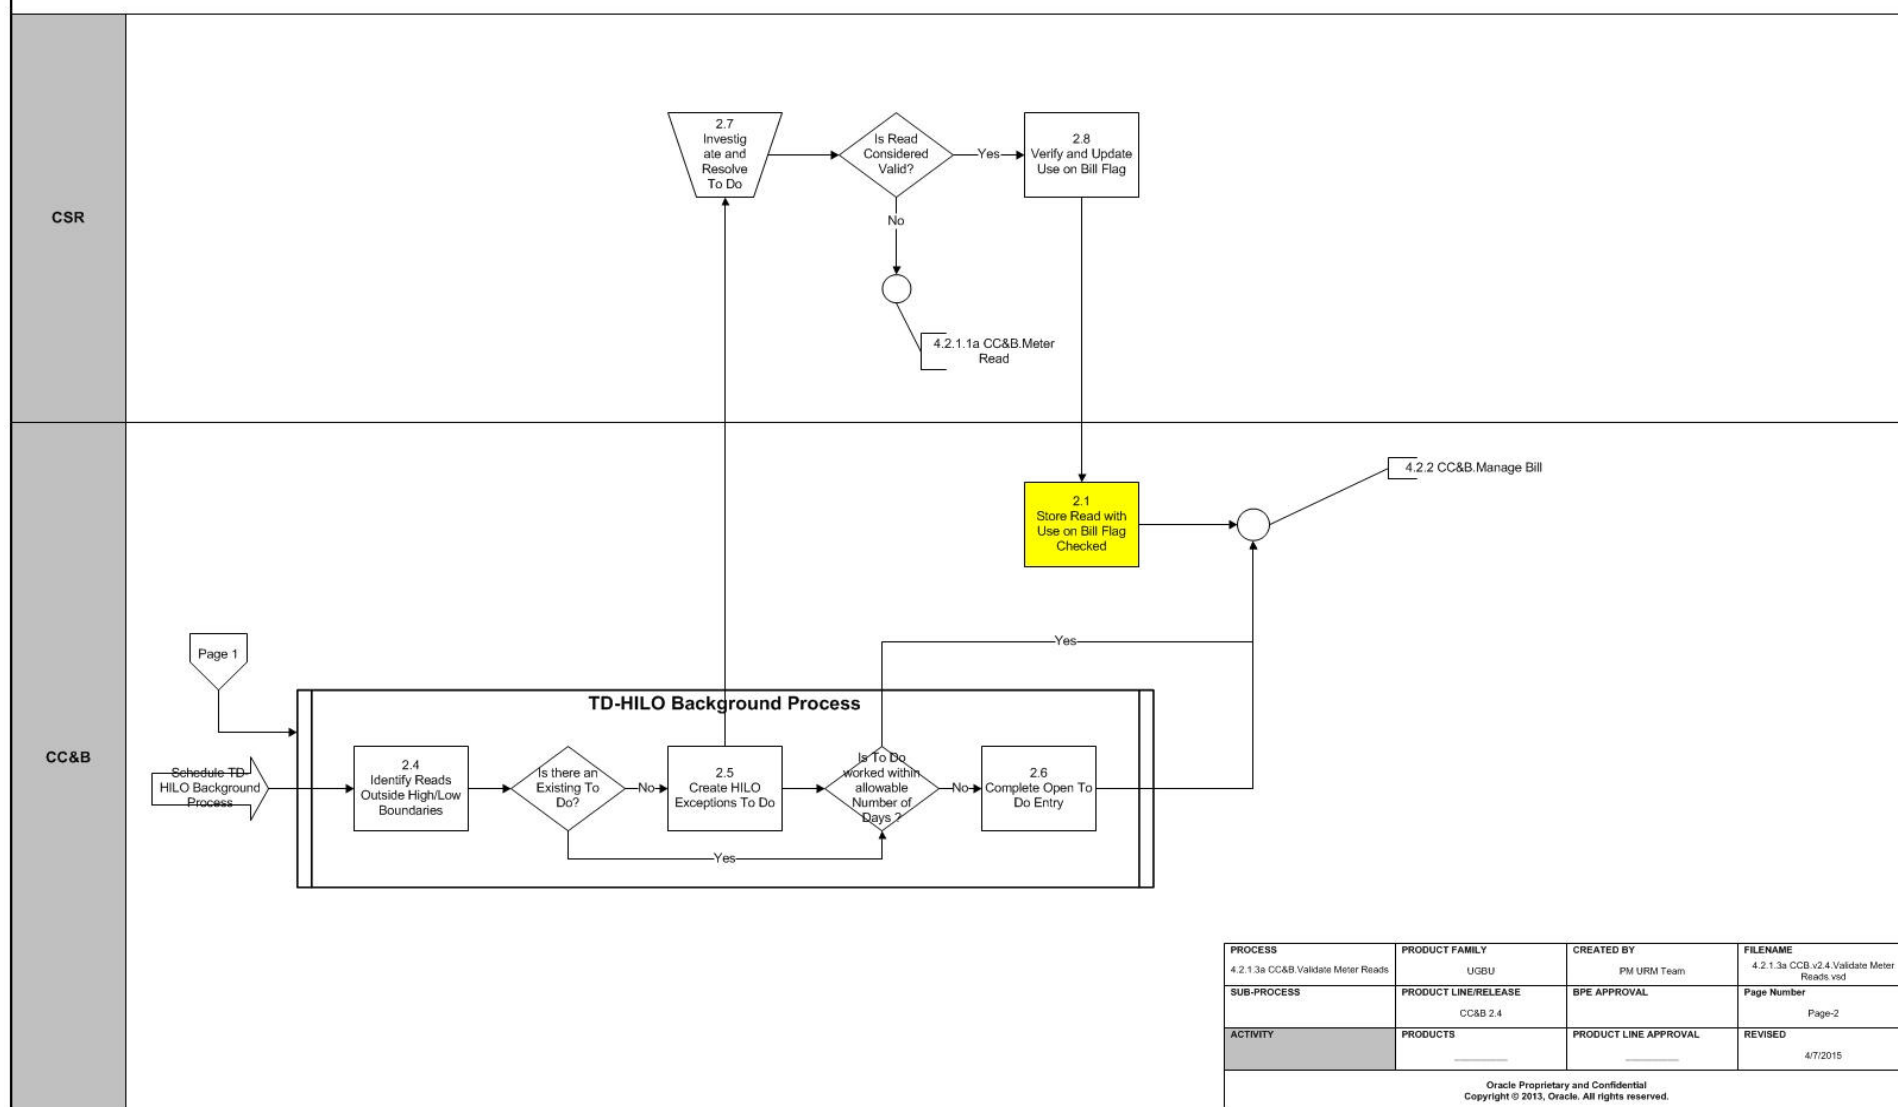 CSR
2.7
Investig
ate and
Resolve
To Do
Is Read
Considered
Valid?
Yes
2.8
Verify and Update
Use on Bill Flag
No
4.2.1.1a CC&B.Meter
Read
CC&B
2.1
Store Read with
Use on Bill Flag
Checked
4.2.2 CC&B.Manage Bill
Page 1
Yes
TD-HILO Background Process
Schedule TD-
HILO Background
Process
2.4
Identify Reads
Outside High/Low
Boundaries
Is there an
Existing To
Do?
No
2.5
Create HILO
Exceptions To Do
Is To Do
worked within
allowable
Number of
Days ?
No
2.6
Complete Open To
Do Entry
Yes
PROCESS
4.2.1.3a CC&B.Validate Meter Reads
PRODUCT FAMILY
UGBU
CREATED BY
PM URM Team
FILENAME
4.2.1.3a CCB.v2.4.Validate Meter
Reads.vsd
SUB-PROCESS
PRODUCT LINE/RELEASE
CC&B 2.4
BPE APPROVAL
Page Number
Page-2
ACTIVITY
PRODUCTS
PRODUCT LINE APPROVAL
REVISED
4/7/2015
Oracle Proprietary and Confidential
Copyright © 2013, Oracle. All rights reserved.